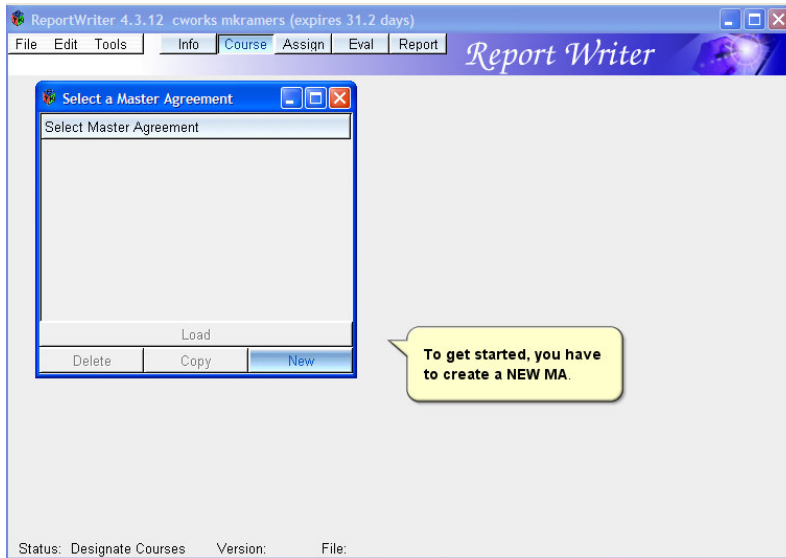 ReportWriter 4.3.12 cworks mkramers (expires 31.2 days)
File Edit Tools Info Course Assign Eval Report
Report Writer
Select a Master Agreement
Select Master Agreement
Load
Delete Copy New
To get started, you have
to create a NEW MA.
Status: Designate Courses Version: File: